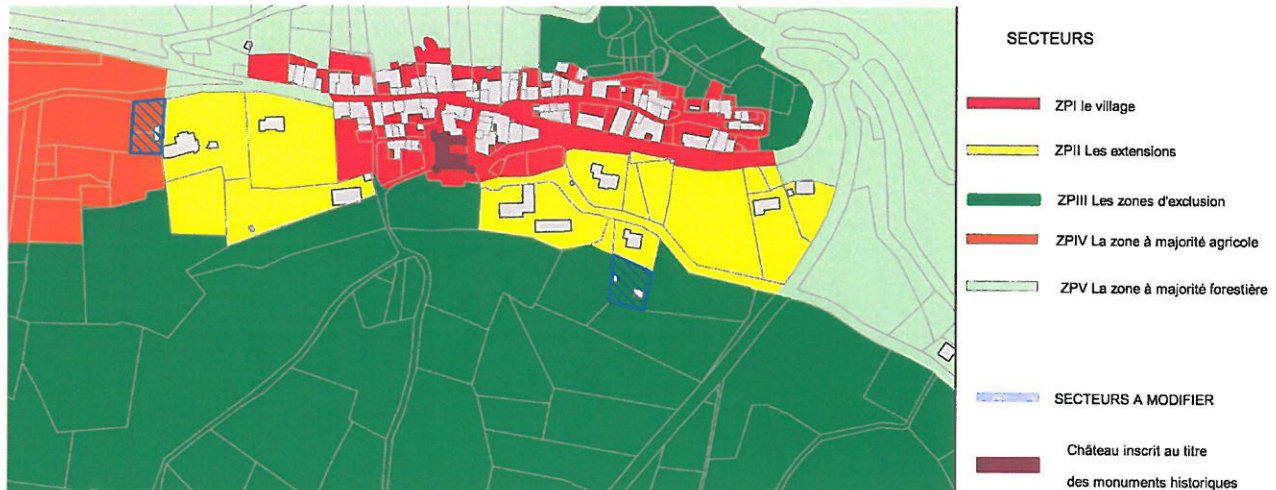 SECTEURS
ZPI le village
ZPII Les extensions
ZPIII Les zones d'exclusion
ZPIV La zone à majorité agricole
ZPV La zone à majorité forestière
SECTEURS A MODIFIER
Château inscrit au titre
des monuments historiques